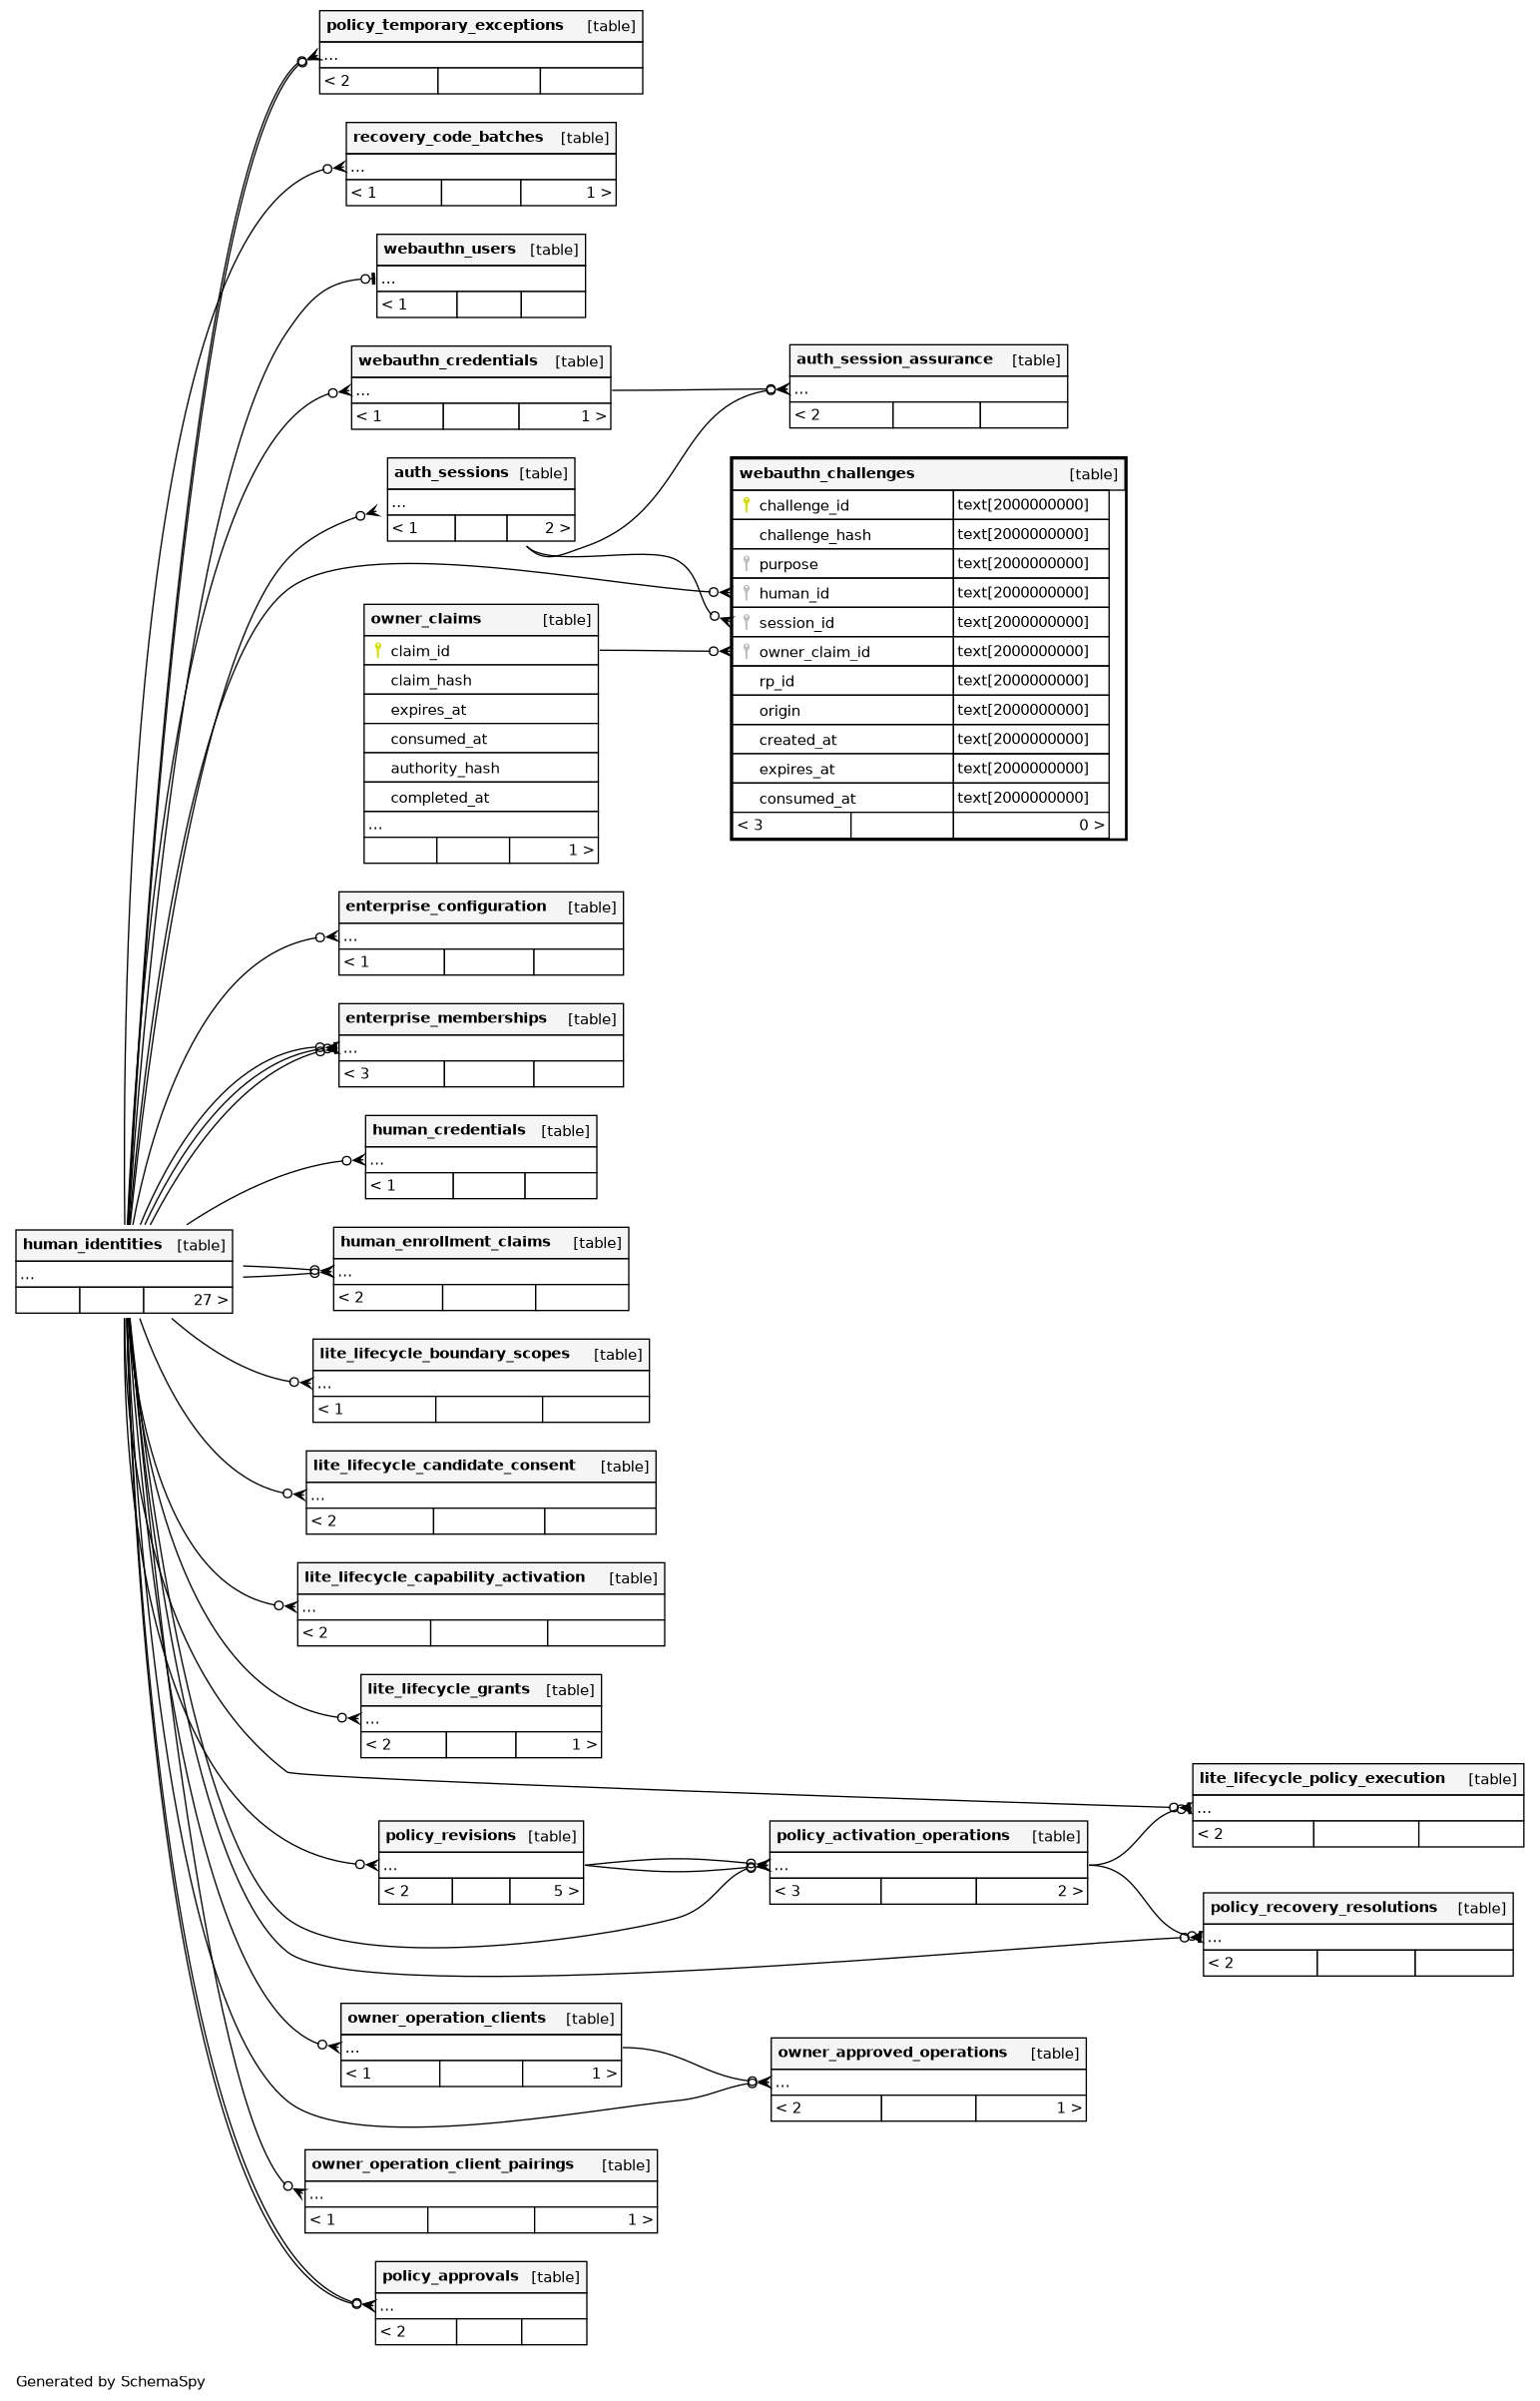 policy_temporary_exceptions [table]
...
< 2
recovery_code_batches [table]
...
< 1 1 >
webauthn_users [table]
...
< 1
webauthn_credentials [table]
...
< 1 1 >
auth_session_assurance [table]
...
< 2
auth_sessions [table]
...
< 1 2 >
webauthn_challenges [table]
challenge_id text[2000000000]
challenge_hash text[2000000000]
purpose text[2000000000]
human_id text[2000000000]
session_id text[2000000000]
owner_claim_id text[2000000000]
rp_id text[2000000000]
origin text[2000000000]
created_at text[2000000000]
expires_at text[2000000000]
consumed_at text[2000000000]
< 3 0 >
owner_claims [table]
claim_id
claim_hash
expires_at
consumed_at
authority_hash
completed_at
...
1 >
enterprise_configuration [table]
...
< 1
enterprise_memberships [table]
...
< 3
human_credentials [table]
...
< 1
human_identities [table]
...
27 >
human_enrollment_claims [table]
...
< 2
lite_lifecycle_boundary_scopes [table]
...
< 1
lite_lifecycle_candidate_consent [table]
...
< 2
lite_lifecycle_capability_activation [table]
...
< 2
lite_lifecycle_grants [table]
...
< 2 1 >
lite_lifecycle_policy_execution [table]
...
< 2
policy_revisions [table]
...
< 2 5 >
policy_activation_operations [table]
...
< 3 2 >
policy_recovery_resolutions [table]
...
< 2
owner_operation_clients [table]
...
< 1 1 >
owner_approved_operations [table]
...
< 2 1 >
owner_operation_client_pairings [table]
...
< 1 1 >
policy_approvals [table]
...
< 2
Generated by SchemaSpy